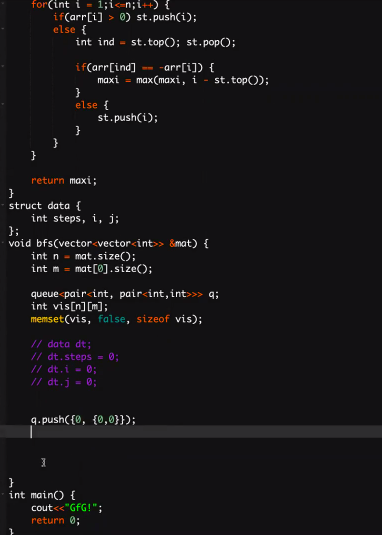 for(int i = 1;i<=n;i++) {
if(arr[i] > 0) st.push(i);
else {
int ind = st.top(); st.pop();
if(arr[ind] == -arr[i]) {
maxi = max(maxi, i - st.top());
}
else {
st.push(i);
}
}
}
return maxi;
}
struct data {
int steps, i, j;
};
void bfs(vector<vector<int>> &mat) {
int n = mat.size();
int m = mat[0].size();
queue<pair<int, pair<int,int>>> q;
int vis[n][m];
memset(vis, false, sizeof vis);
// data dt;
// dt.steps = 0;
// dt.i = 0;
// dt.j = 0;
q.push({0, {0,0}});
}
int main() {
cout<<"GfG!";
return 0;
}